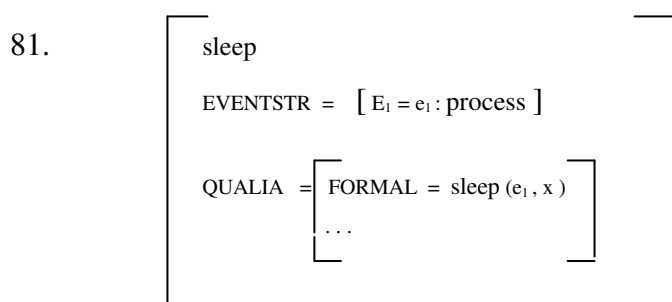 81.
sleep
EVENTSTR = [ E₁ = e₁ : process ]
QUALIA = FORMAL = sleep (e₁ , x )
. . .